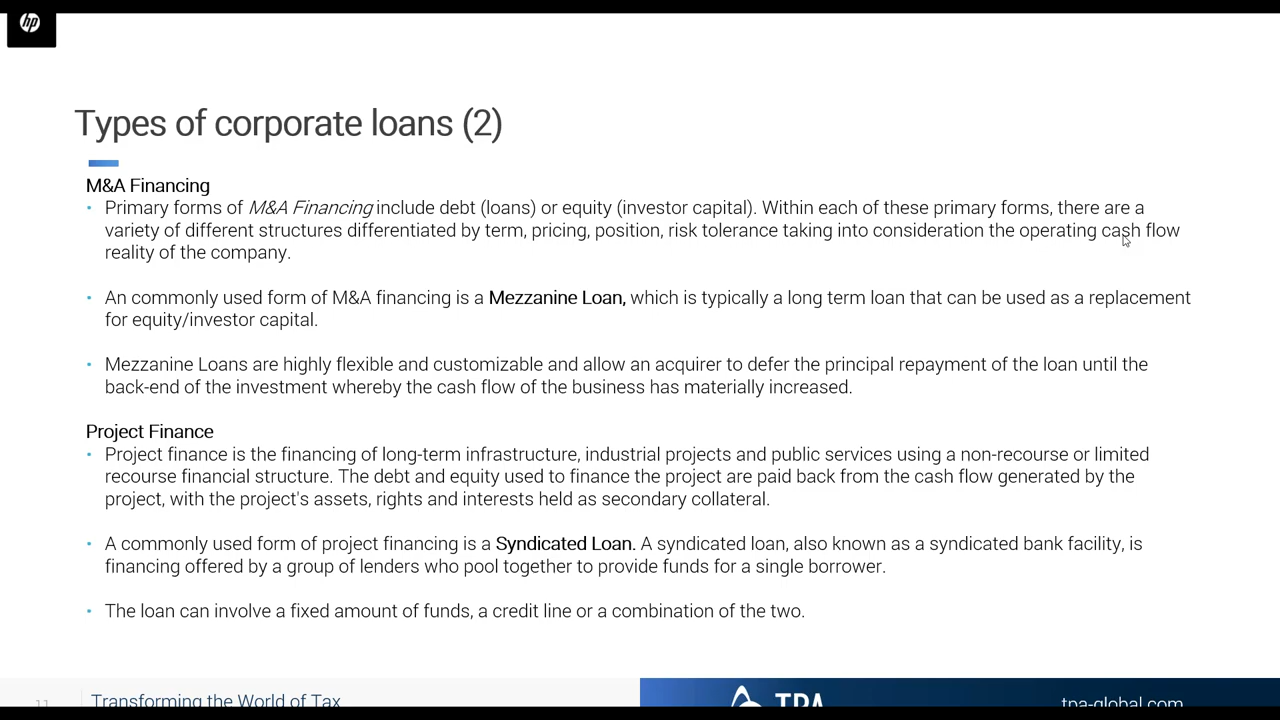 hp
Types of corporate loans (2)
M&A Financing
Primary forms of M&A Financing include debt (loans) or equity (investor capital). Within each of these primary forms, there are a
variety of different structures differentiated by term, pricing, position, risk tolerance taking into consideration the operating cash flow
reality of the company.
An commonly used form of M&A financing is a Mezzanine Loan, which is typically a long term loan that can be used as a replacement
for equity/investor capital.
Mezzanine Loans are highly flexible and customizable and allow an acquirer to defer the principal repayment of the loan until the
back-end of the investment whereby the cash flow of the business has materially increased.
Project Finance
Project finance is the financing of long-term infrastructure, industrial projects and public services using a non-recourse or limited
recourse financial structure. The debt and equity used to finance the project are paid back from the cash flow generated by the
project, with the project's assets, rights and interests held as secondary collateral.
A commonly used form of project financing is a Syndicated Loan. A syndicated loan, also known as a syndicated bank facility, is
financing offered by a group of lenders who pool together to provide funds for a single borrower.
The loan can involve a fixed amount of funds, a credit line or a combination of the two.
11 Transforming the World of Tax TPA tpa-global.com